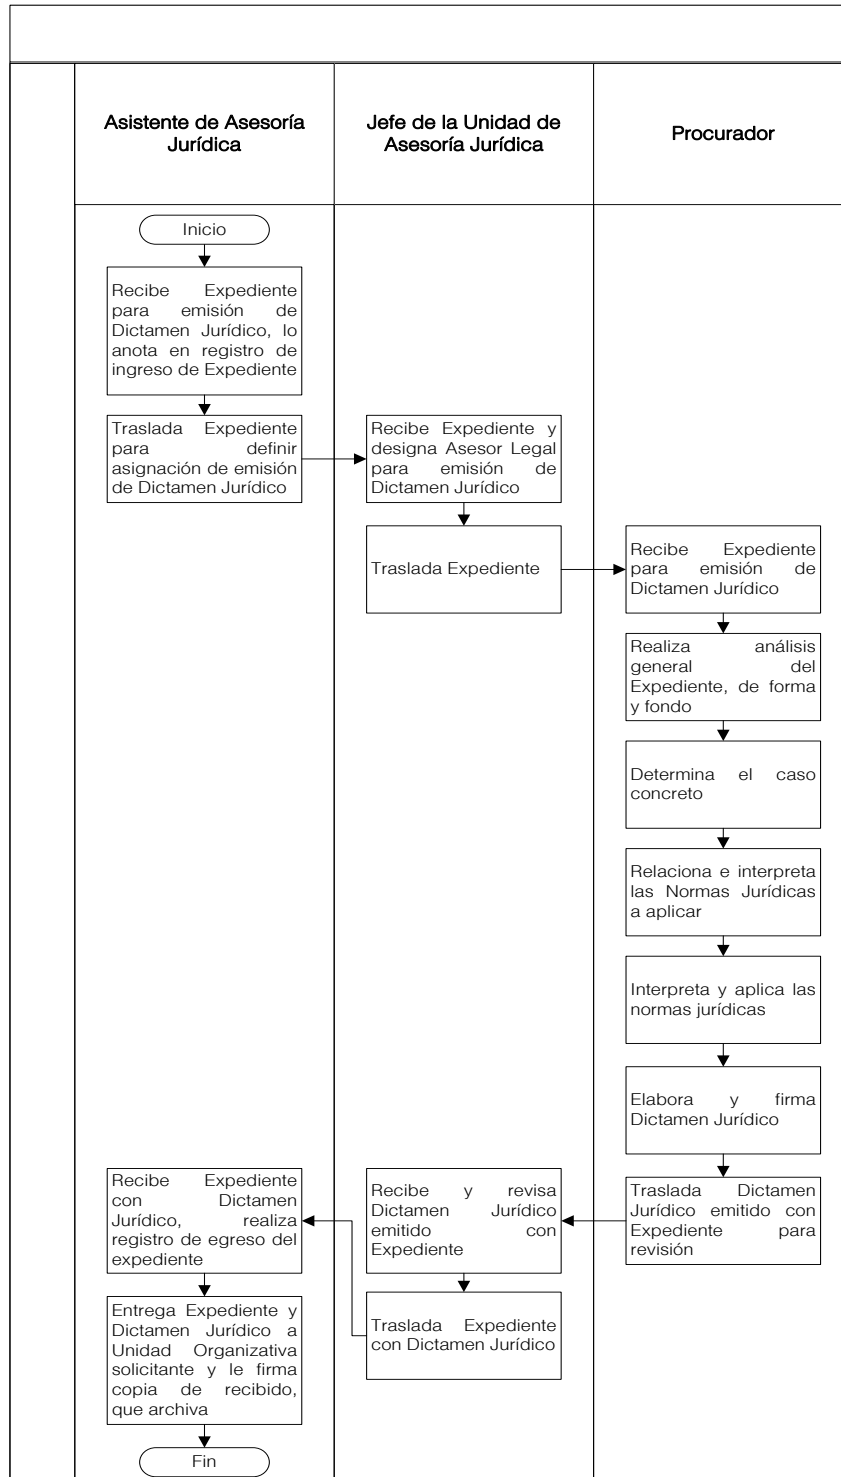 Asistente de Asesoría
Jurídica
Jefe de la Unidad de
Asesoría Jurídica
Procurador
Inicio
Recibe Expediente
para emisión de
Dictamen Jurídico, lo
anota en registro de
ingreso de Expediente
Traslada Expediente
para definir
asignación de emisión
de Dictamen Jurídico
Recibe Expediente y
designa Asesor Legal
para emisión de
Dictamen Jurídico
Traslada Expediente
Recibe Expediente
para emisión de
Dictamen Jurídico
Realiza análisis
general del
Expediente, de forma
y fondo
Determina el caso
concreto
Relaciona e interpreta
las Normas Jurídicas
a aplicar
Interpreta y aplica las
normas jurídicas
Elabora y firma
Dictamen Jurídico
Traslada Dictamen
Jurídico emitido con
Expediente para
revisión
Recibe y revisa
Dictamen Jurídico
emitido con
Expediente
Traslada Expediente
con Dictamen Jurídico
Recibe Expediente
con Dictamen
Jurídico, realiza
registro de egreso del
expediente
Entrega Expediente y
Dictamen Jurídico a
Unidad Organizativa
solicitante y le firma
copia de recibido,
que archiva
Fin